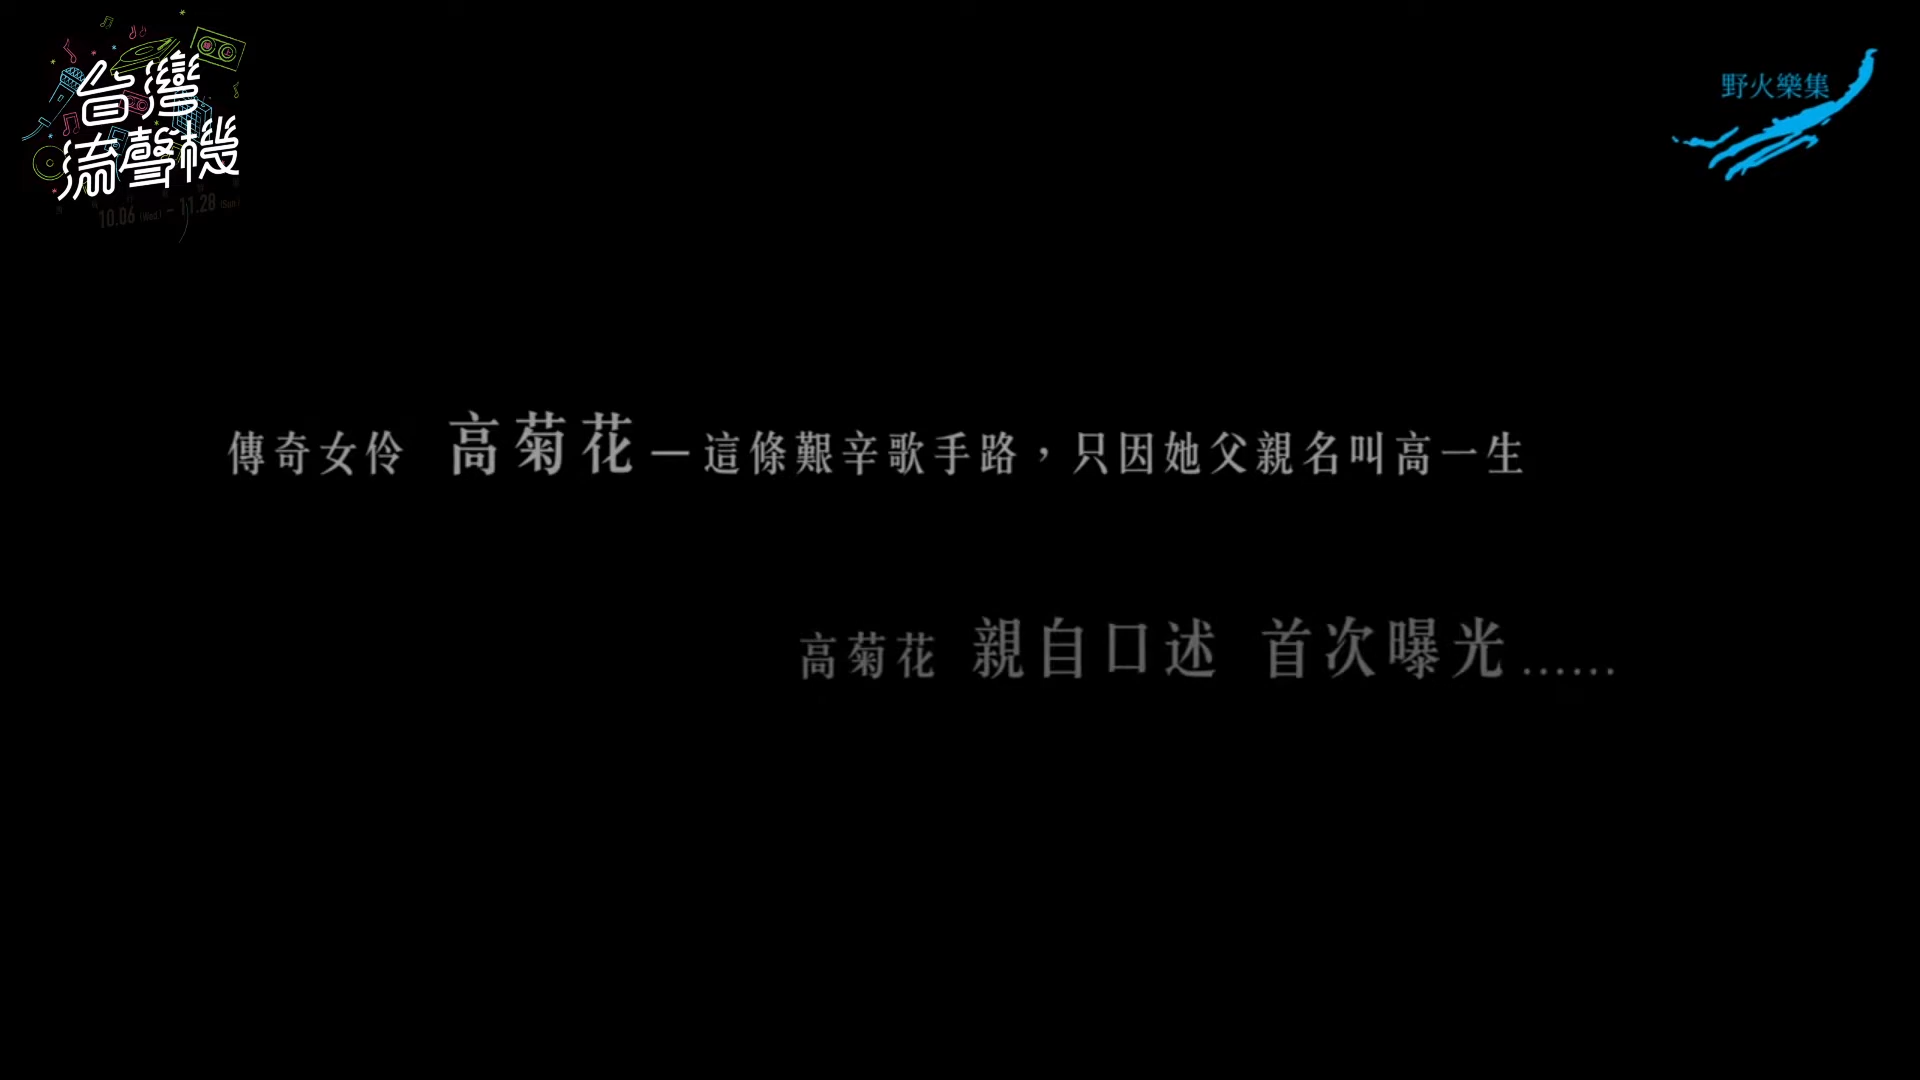 台灣
流聲機
10.06 (Wed) – 11.28 (Sun)
野火樂集
傳奇女伶 高菊花—這條艱辛歌手路，只因她父親名叫高一生
高菊花 親自口述 首次曝光......